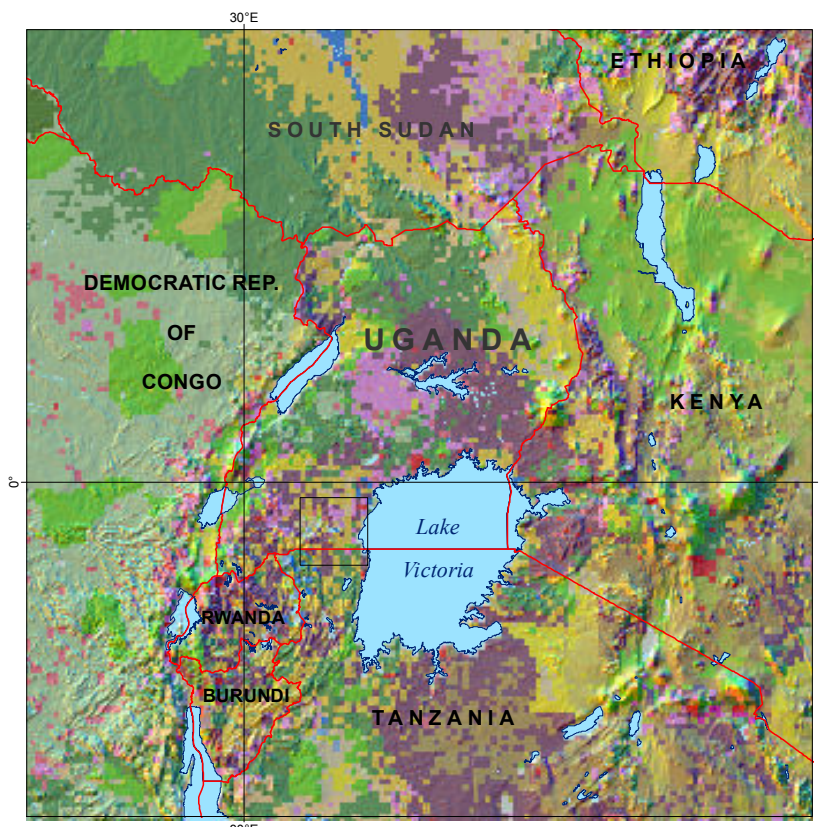 30°E
ETHIOPIA
SOUTH SUDAN
DEMOCRATIC REP.
OF
CONGO
UGANDA
KENYA
0°
Lake
Victoria
RWANDA
BURUNDI
TANZANIA